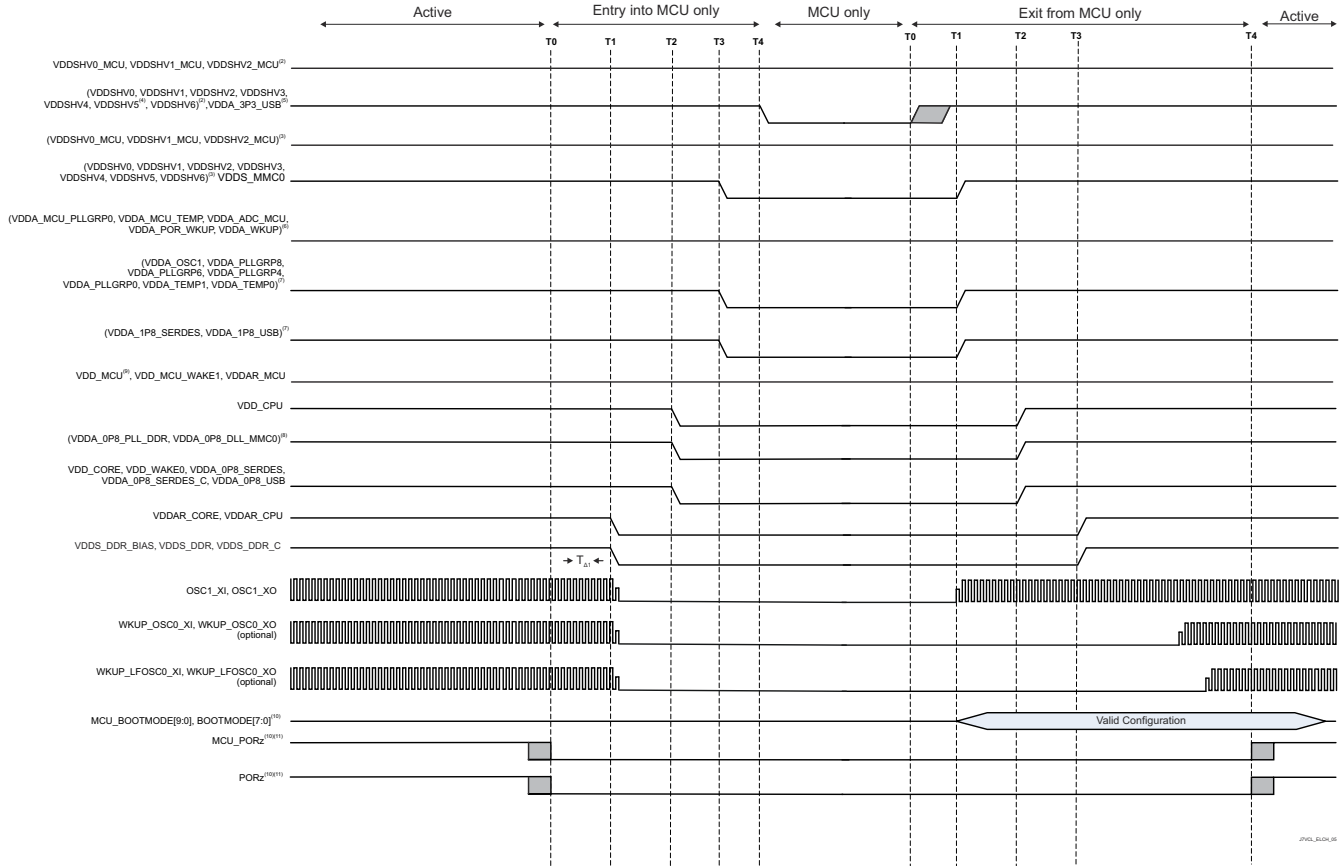 Active
Entry into MCU only
MCU only
Exit from MCU only
Active
T0
T1
T2
T3
T4
T0
T1
T2
T3
T4
VDDSHV0_MCU, VDDSHV1_MCU, VDDSHV2_MCU(2)
(VDDSHV0, VDDSHV1, VDDSHV2, VDDSHV3,
VDDSHV4, VDDSHV5(4), VDDSHV6)(2),VDDA_3P3_USB(5)
(VDDSHV0_MCU, VDDSHV1_MCU, VDDSHV2_MCU)(3)
(VDDSHV0, VDDSHV1, VDDSHV2, VDDSHV3,
VDDSHV4, VDDSHV5, VDDSHV6)(3) VDDS_MMC0
(VDDA_MCU_PLLGRP0, VDDA_MCU_TEMP, VDDA_ADC_MCU,
VDDA_POR_WKUP, VDDA_WKUP)(6)
(VDDA_OSC1, VDDA_PLLGRP8,
VDDA_PLLGRP6, VDDA_PLLGRP4,
VDDA_PLLGRP0, VDDA_TEMP1, VDDA_TEMP0)(7)
(VDDA_1P8_SERDES, VDDA_1P8_USB)(7)
VDD_MCU(9), VDD_MCU_WAKE1, VDDAR_MCU
VDD_CPU
(VDDA_0P8_PLL_DDR, VDDA_0P8_DLL_MMC0)(8)
VDD_CORE, VDD_WAKE0, VDDA_0P8_SERDES,
VDDA_0P8_SERDES_C, VDDA_0P8_USB
VDDAR_CORE, VDDAR_CPU
VDDS_DDR_BIAS, VDDS_DDR, VDDS_DDR_C
TΔ1
OSC1_XI, OSC1_XO
WKUP_OSC0_XI, WKUP_OSC0_XO
(optional)
WKUP_LFOSC0_XI, WKUP_LFOSC0_XO
(optional)
MCU_BOOTMODE[9:0], BOOTMODE[7:0](10)
Valid Configuration
MCU_PORz(10)(11)
PORz(10)(11)
J7VCL_ELCH_05